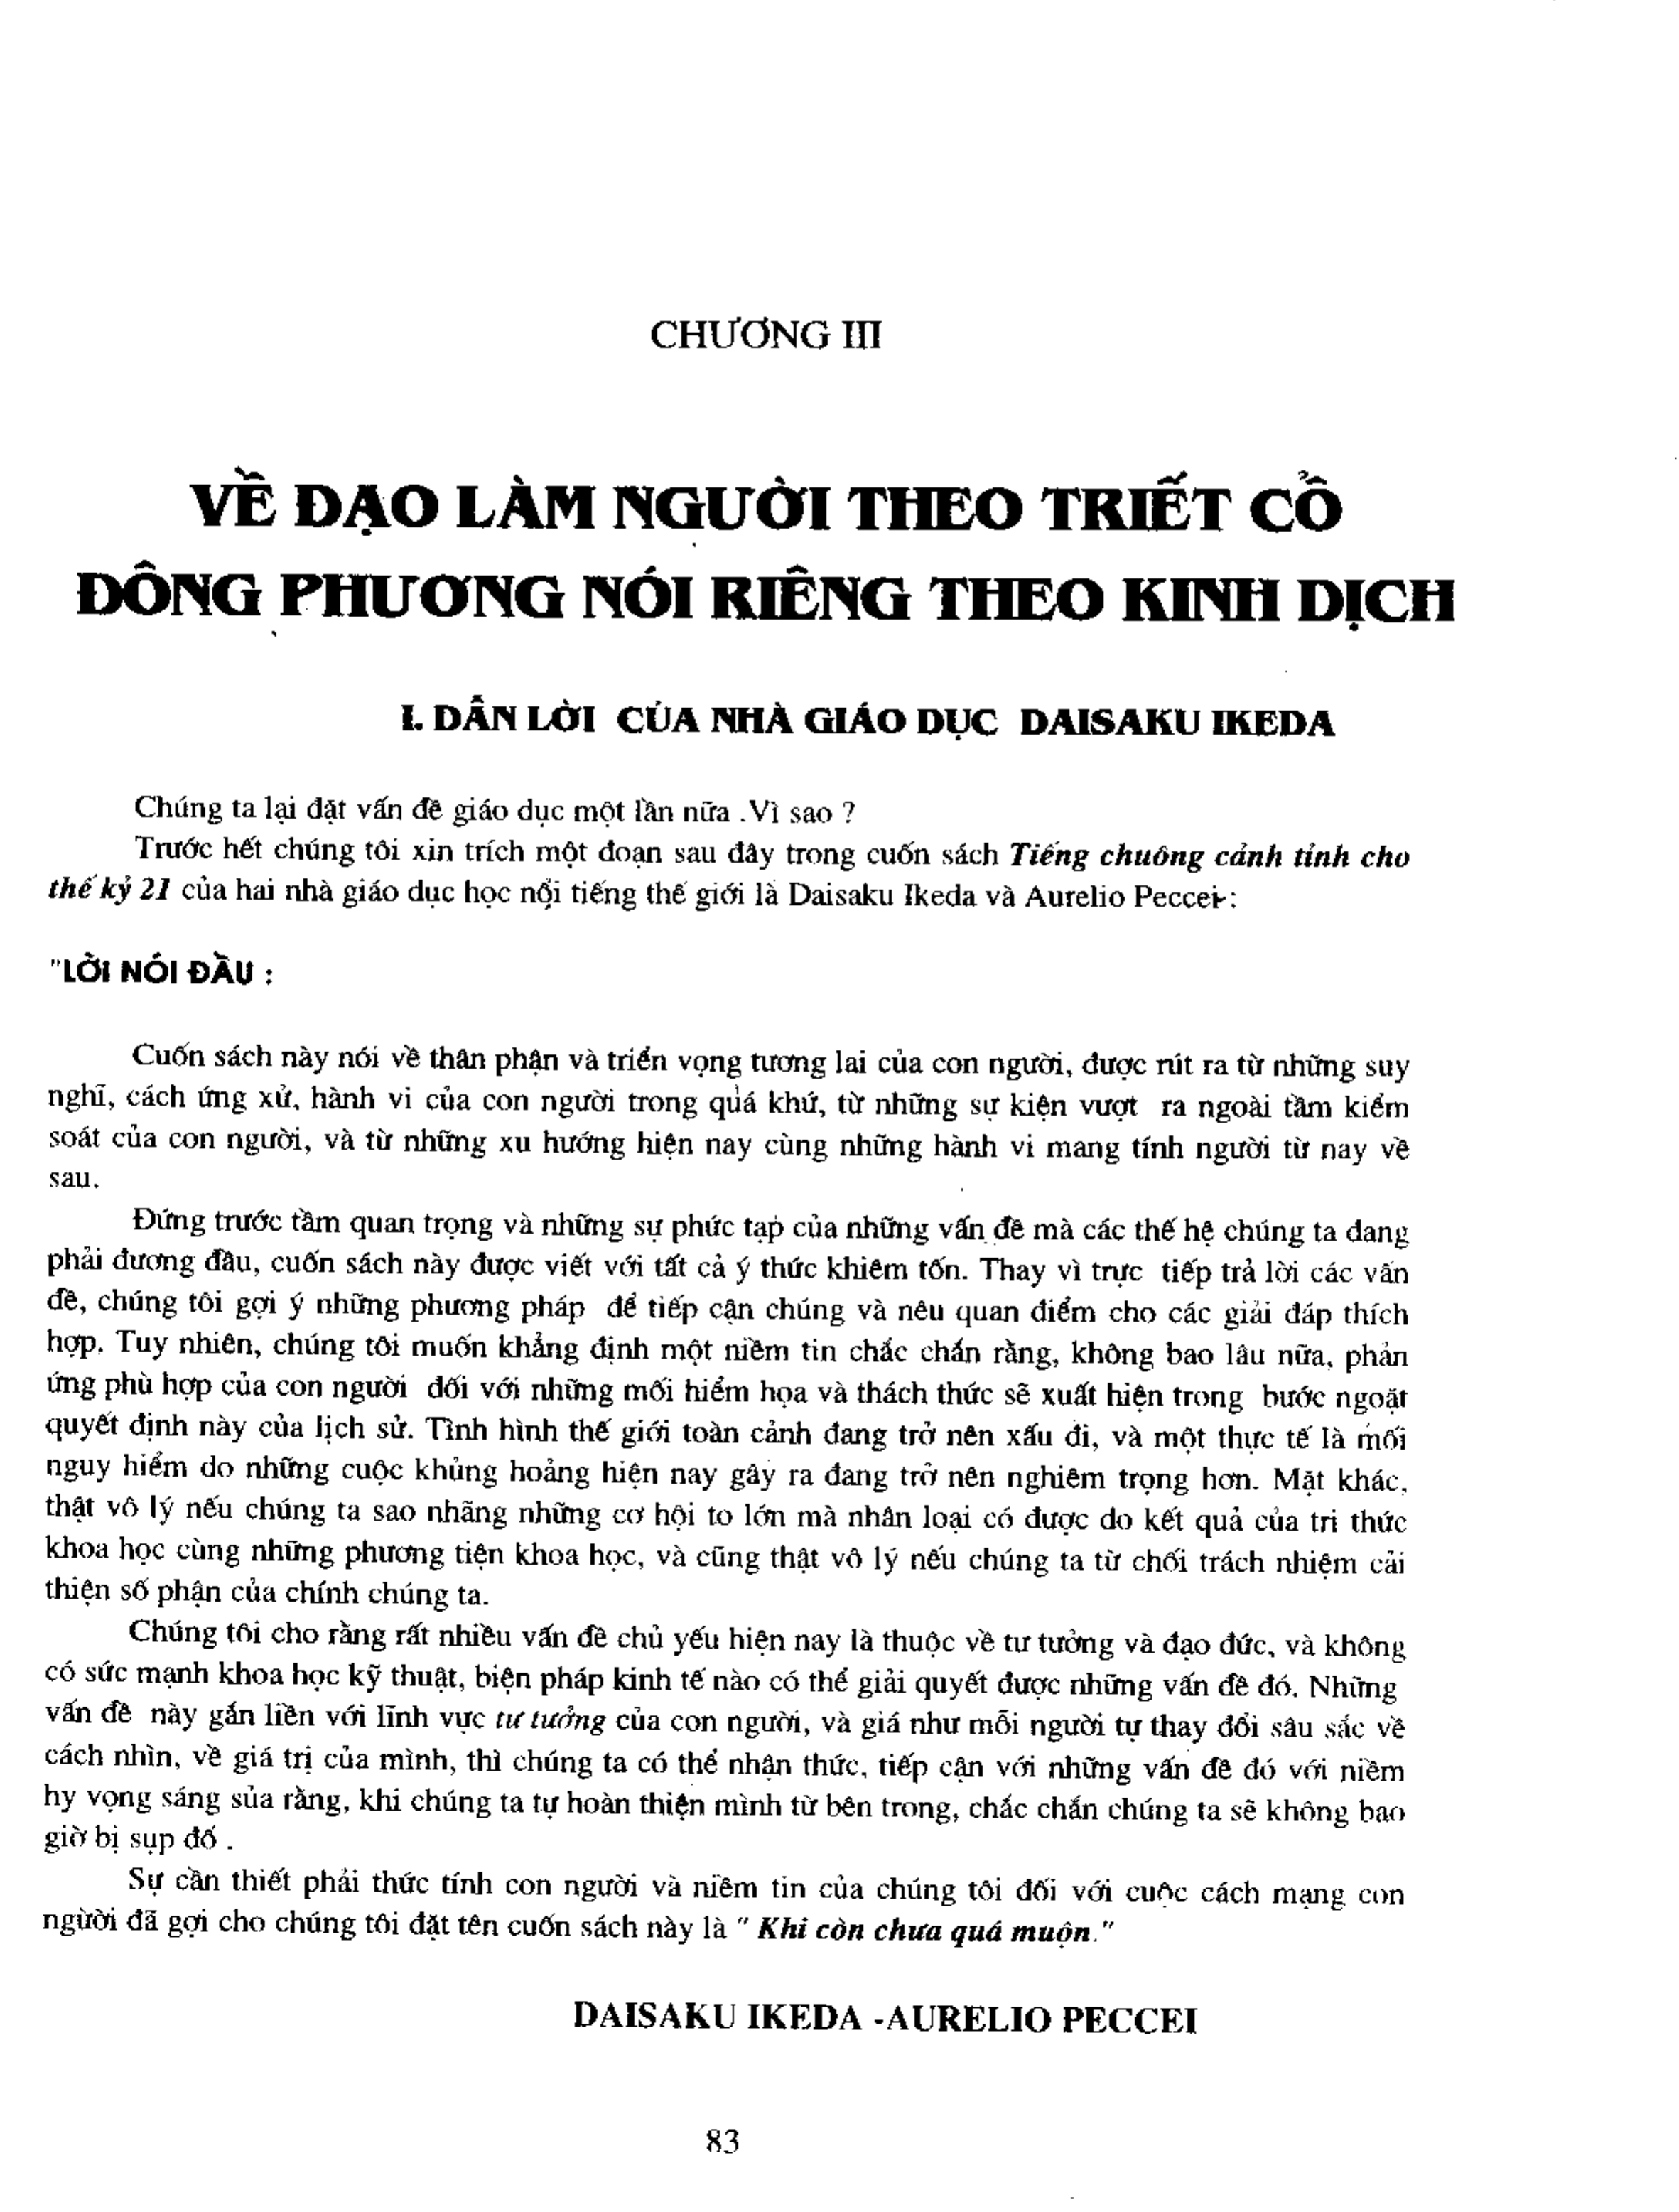 CHƯƠNG III
VỀ ĐẠO LÀM NGƯỜI THEO TRIẾT CỔ
ĐÔNG PHƯƠNG NÓI RIÊNG THEO KINH DỊCH
I. DẪN LỜI CỦA NHÀ GIÁO DỤC DAISAKU IKEDA
Chúng ta lại đặt vấn đề giáo dục một lần nữa .Vì sao ?
Trước hết chúng tôi xin trích một đoạn sau đây trong cuốn sách Tiếng chuông cảnh tỉnh cho
thế kỷ 21 của hai nhà giáo dục học nổi tiếng thế giới là Daisaku Ikeda và Aurelio Peccei :
"LỜI NÓI ĐẦU :
Cuốn sách này nói về thân phận và triển vọng tương lai của con người, được rút ra từ những suy
nghĩ, cách ứng xử, hành vi của con người trong quá khứ, từ những sự kiện vượt ra ngoài tầm kiểm
soát của con người, và từ những xu hướng hiện nay cùng những hành vi mang tính người từ nay về
sau.
Đứng trước tầm quan trọng và những sự phức tạp của những vấn đề mà các thế hệ chúng ta đang
phải đương đầu, cuốn sách này được viết với tất cả ý thức khiêm tốn. Thay vì trực tiếp trả lời các vấn
đề, chúng tôi gợi ý những phương pháp để tiếp cận chúng và nêu quan điểm cho các giải đáp thích
hợp. Tuy nhiên, chúng tôi muốn khẳng định một niềm tin chắc chắn rằng, không bao lâu nữa, phản
ứng phù hợp của con người đối với những mối hiểm họa và thách thức sẽ xuất hiện trong bước ngoặt
quyết định này của lịch sử. Tình hình thế giới toàn cảnh đang trở nên xấu đi, và một thực tế là mối
nguy hiểm do những cuộc khủng hoảng hiện nay gây ra đang trở nên nghiêm trọng hơn. Mặt khác,
thật vô lý nếu chúng ta sao nhãng những cơ hội to lớn mà nhân loại có được do kết quả của tri thức
khoa học cùng những phương tiện khoa học, và cũng thật vô lý nếu chúng ta từ chối trách nhiệm cải
thiện số phận của chính chúng ta.
Chúng tôi cho rằng rất nhiều vấn đề chủ yếu hiện nay là thuộc về tư tưởng và đạo đức, và không
có sức mạnh khoa học kỹ thuật, biện pháp kinh tế nào có thể giải quyết được những vấn đề đó. Những
vấn đề này gắn liền với lĩnh vực tư tưởng của con người, và giá như mỗi người tự thay đổi sâu sắc về
cách nhìn, về giá trị của mình, thì chúng ta có thể nhận thức, tiếp cận với những vấn đề đó với niềm
hy vọng sáng sủa rằng, khi chúng ta tự hoàn thiện mình từ bên trong, chắc chắn chúng ta sẽ không bao
giờ bị sụp đổ .
Sự cần thiết phải thức tính con người và niềm tin của chúng tôi đối với cuộc cách mạng con
người đã gợi cho chúng tôi đặt tên cuốn sách này là " Khi còn chưa quá muộn."
DAISAKU IKEDA -AURELIO PECCEI
83